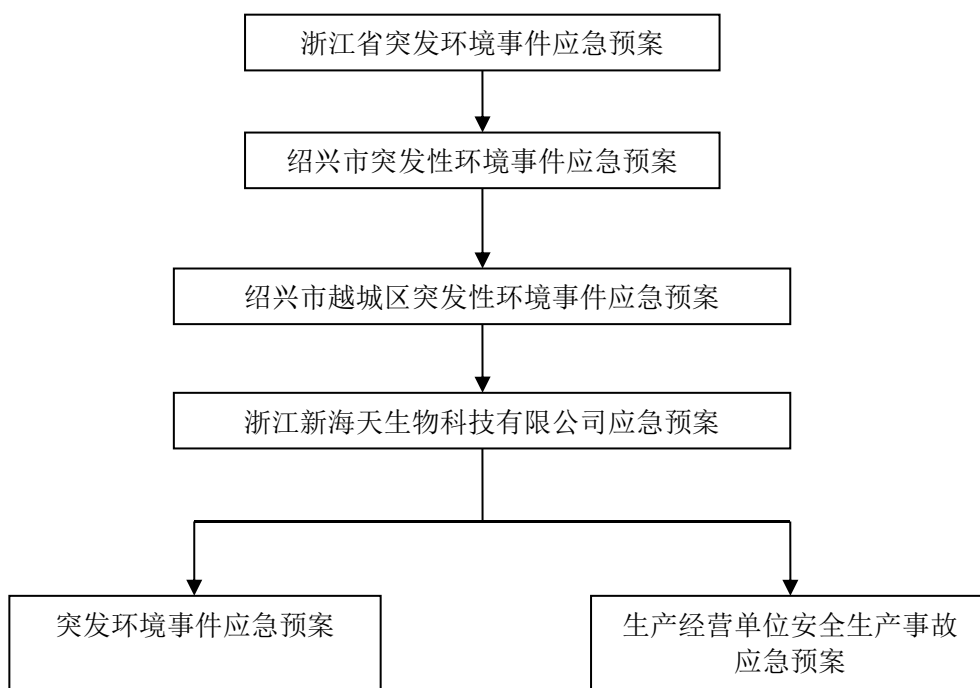 浙江省突发环境事件应急预案
绍兴市突发性环境事件应急预案
绍兴市越城区突发性环境事件应急预案
浙江新海天生物科技有限公司应急预案
突发环境事件应急预案
生产经营单位安全生产事故
应急预案